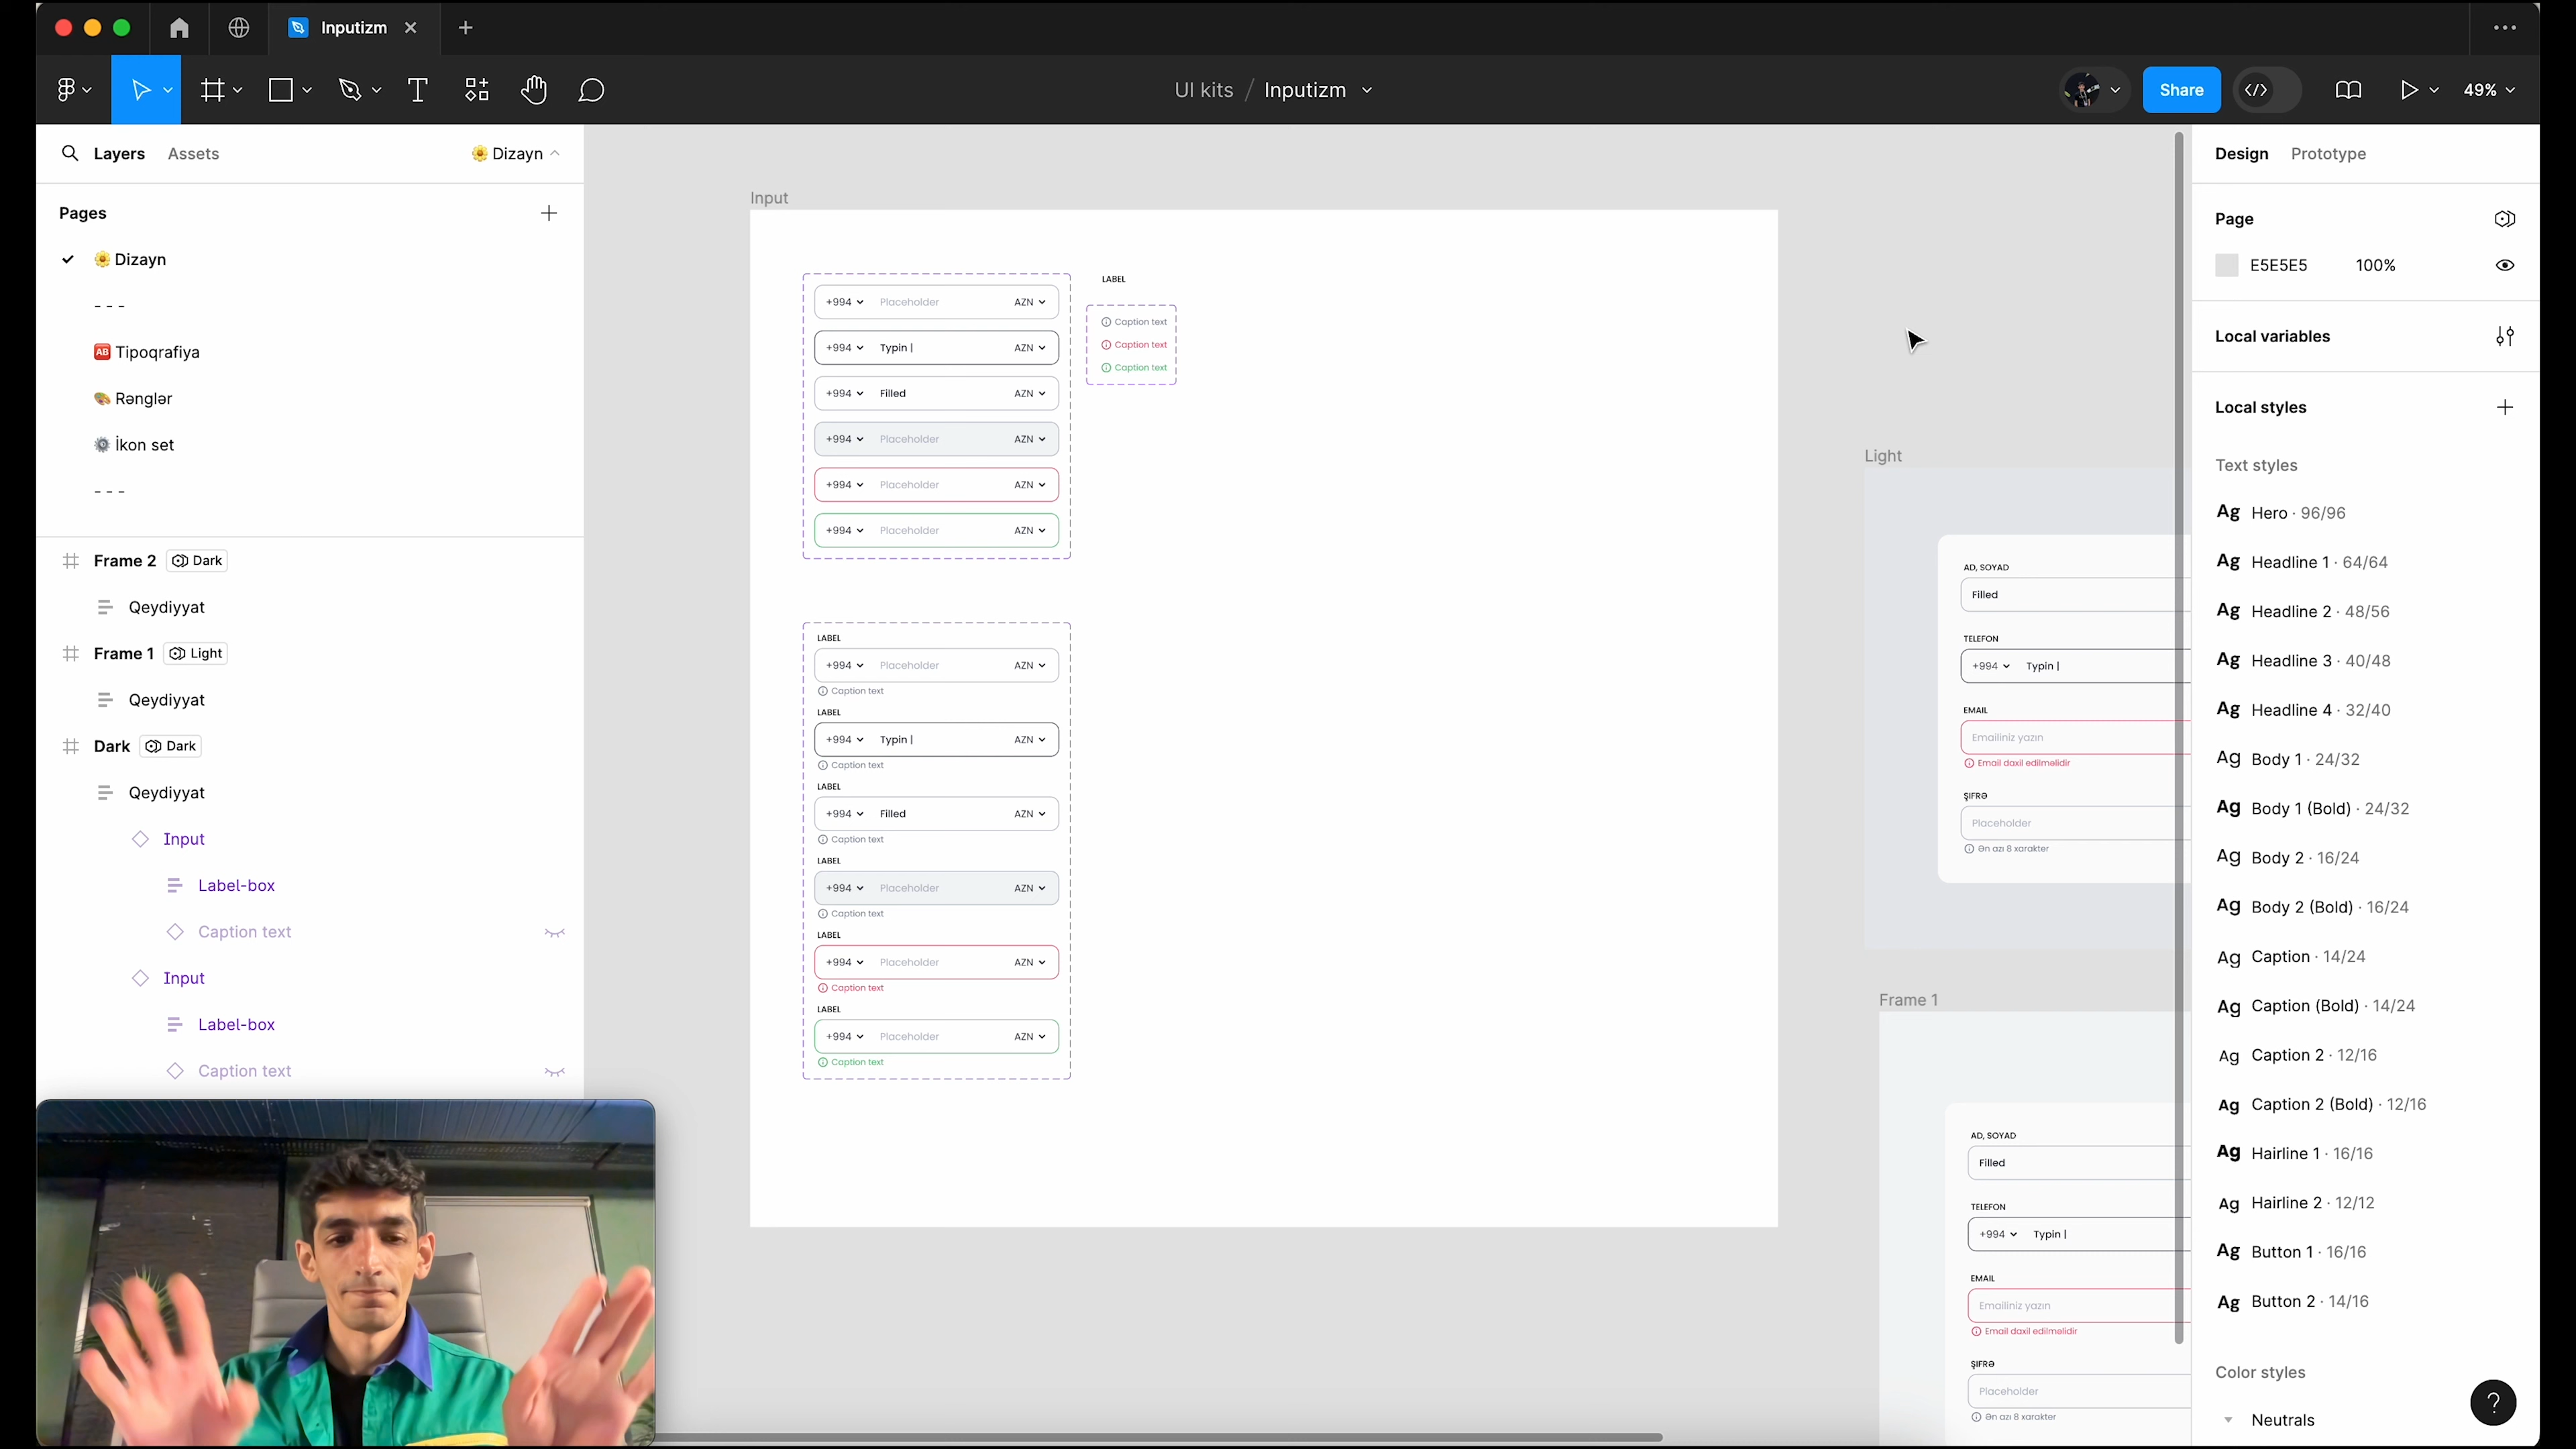 Inputizm
UI kits / Inputizm
Share
49%
Layers
Assets
🌼 Dizayn
Pages
🌼 Dizayn
- - -
🆎 Tipoqrafiya
🎨 Rənglər
⚙️ İkon set
- - -
Frame 2 Dark
Qeydiyyat
Frame 1 Light
Qeydiyyat
Dark Dark
Qeydiyyat
Input
Label-box
Caption text
Input
Label-box
Caption text
Input
+994 Placeholder AZN
+994 Typin | AZN
+994 Filled AZN
+994 Placeholder AZN
+994 Placeholder AZN
+994 Placeholder AZN
LABEL
Caption text
Caption text
Caption text
LABEL
+994 Placeholder AZN
Caption text
LABEL
+994 Typin | AZN
Caption text
LABEL
+994 Filled AZN
Caption text
LABEL
+994 Placeholder AZN
Caption text
LABEL
+994 Placeholder AZN
Caption text
LABEL
+994 Placeholder AZN
Caption text
Light
AD, SOYAD
Filled
TELEFON
+994 Typin |
EMAIL
Emailiniz yazın
Email daxil edilməlidir
ŞIFRƏ
Placeholder
Ən azı 8 xarakter
Frame 1
AD, SOYAD
Filled
TELEFON
+994 Typin |
EMAIL
Emailiniz yazın
Email daxil edilməlidir
ŞIFRƏ
Placeholder
Ən azı 8 xarakter
Design
Prototype
Page
E5E5E5 100%
Local variables
Local styles
Text styles
Ag Hero · 96/96
Ag Headline 1 · 64/64
Ag Headline 2 · 48/56
Ag Headline 3 · 40/48
Ag Headline 4 · 32/40
Ag Body 1 · 24/32
Ag Body 1 (Bold) · 24/32
Ag Body 2 · 16/24
Ag Body 2 (Bold) · 16/24
Ag Caption · 14/24
Ag Caption (Bold) · 14/24
Ag Caption 2 · 12/16
Ag Caption 2 (Bold) · 12/16
Ag Hairline 1 · 16/16
Ag Hairline 2 · 12/12
Ag Button 1 · 16/16
Ag Button 2 · 14/16
Color styles
Neutrals
?